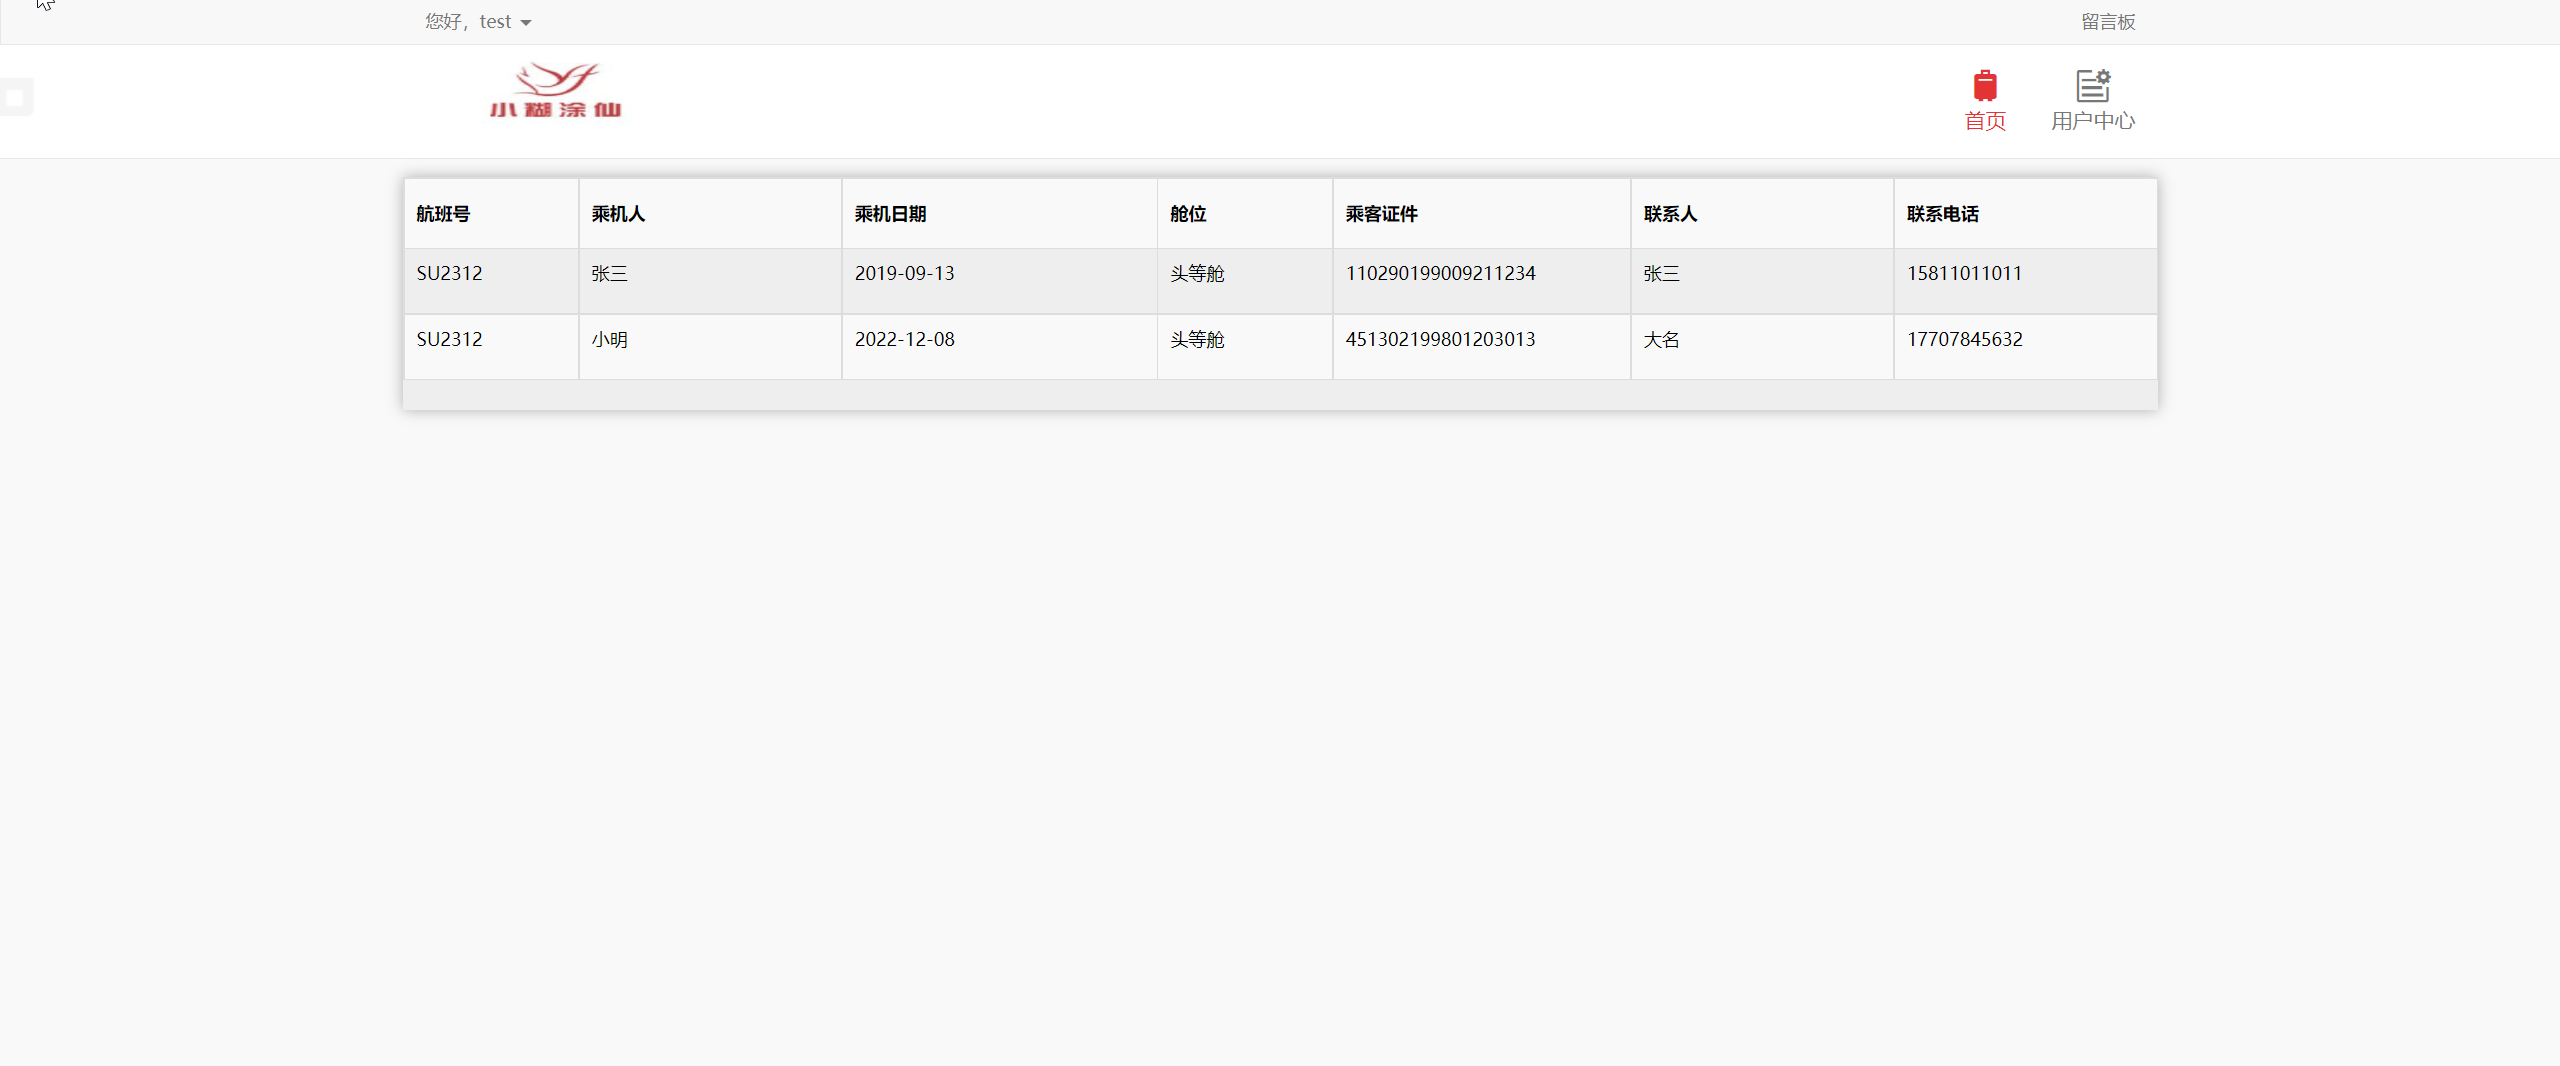 您好，test
留言板
小糊涂仙
首页
用户中心
航班号 乘机人 乘机日期 舱位 乘客证件 联系人 联系电话
SU2312 张三 2019-09-13 头等舱 110290199009211234 张三 15811011011
SU2312 小明 2022-12-08 头等舱 451302199801203013 大名 17707845632